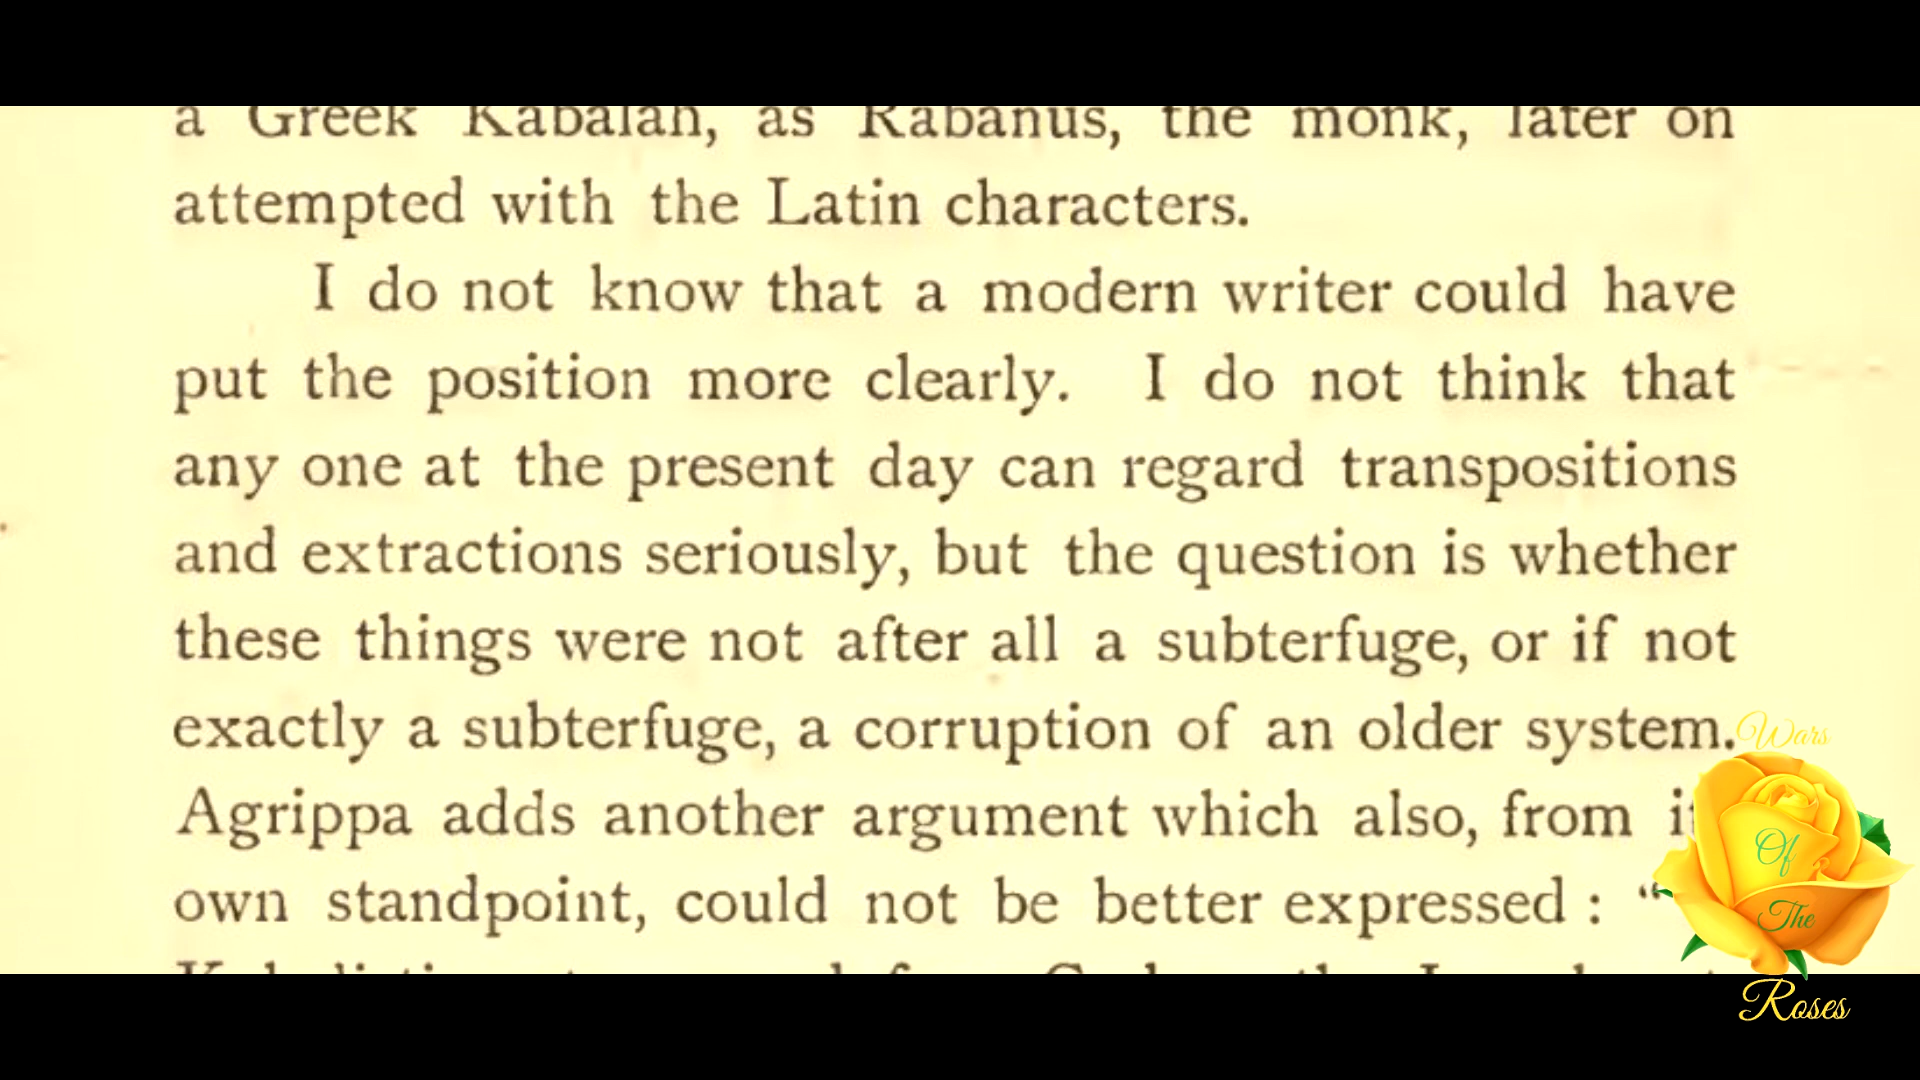 a Greek Kabalah, as Rabanus, the monk, later on
attempted with the Latin characters.
I do not know that a modern writer could have
put the position more clearly. I do not think that
any one at the present day can regard transpositions
and extractions seriously, but the question is whether
these things were not after all a subterfuge, or if not
exactly a subterfuge, a corruption of an older system.
Agrippa adds another argument which also, from
own standpoint, could not be better expressed : “
Wars
Of
The
Roses